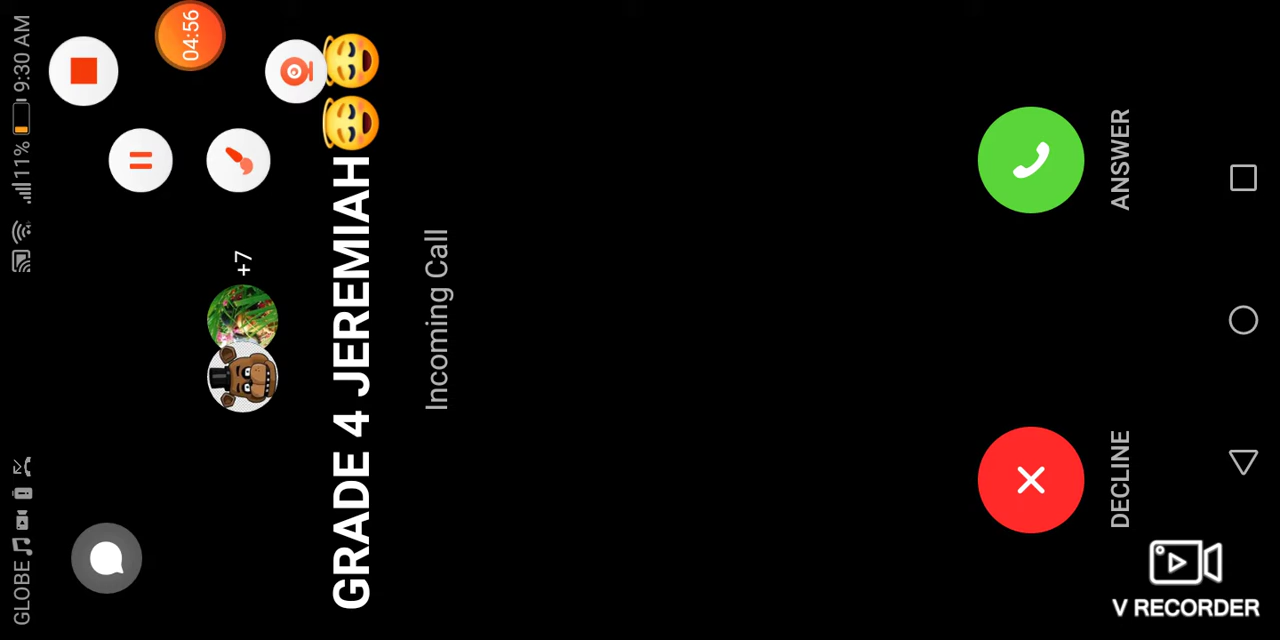 GLOBE 11% 9:30 AM
04:56
+7
GRADE 4 JEREMIAH😇😇
Incoming Call
DECLINE ANSWER
V RECORDER